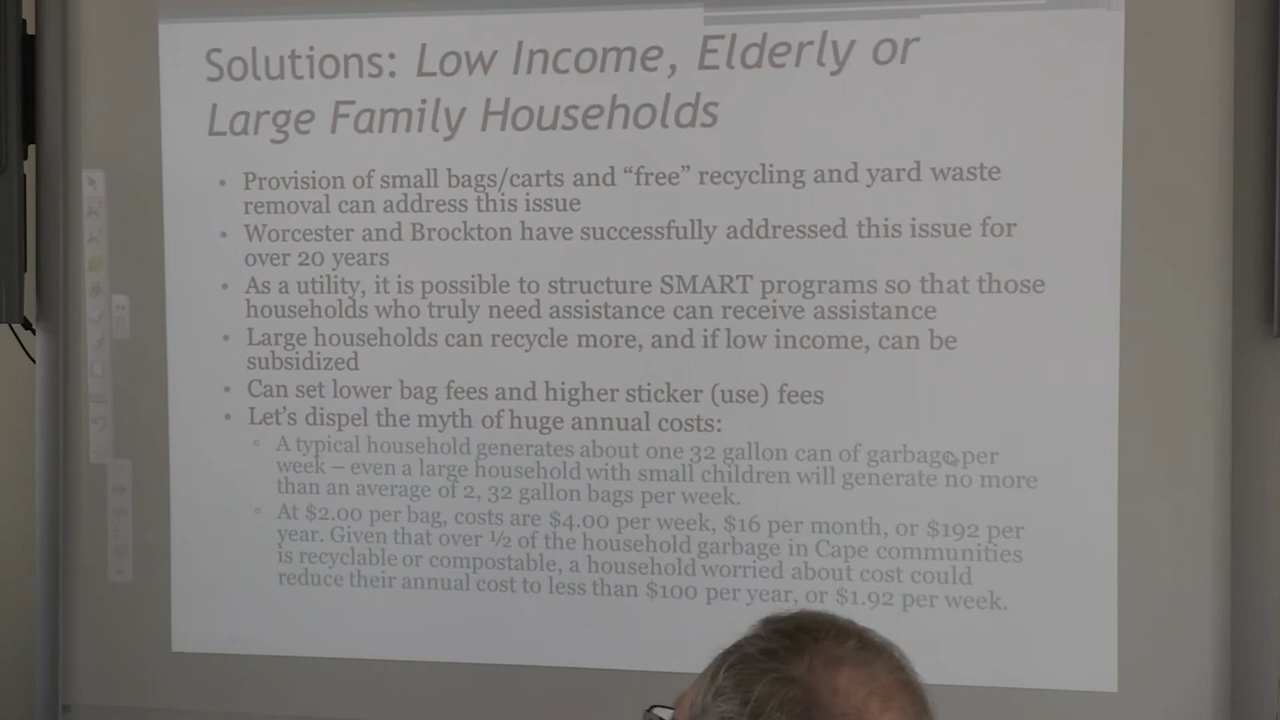 Solutions: Low Income, Elderly or
Large Family Households
• Provision of small bags/carts and “free” recycling and yard waste
removal can address this issue
• Worcester and Brockton have successfully addressed this issue for
over 20 years
• As a utility, it is possible to structure SMART programs so that those
households who truly need assistance can receive assistance
• Large households can recycle more, and if low income, can be
subsidized
• Can set lower bag fees and higher sticker (use) fees
• Let’s dispel the myth of huge annual costs:
▫ A typical household generates about one 32 gallon can of garbage per
week – even a large household with small children will generate no more
than an average of 2, 32 gallon bags per week.
▫ At $2.00 per bag, costs are $4.00 per week, $16 per month, or $192 per
year. Given that over ½ of the household garbage in Cape communities
is recyclable or compostable, a household worried about cost could
reduce their annual cost to less than $100 per year, or $1.92 per week.